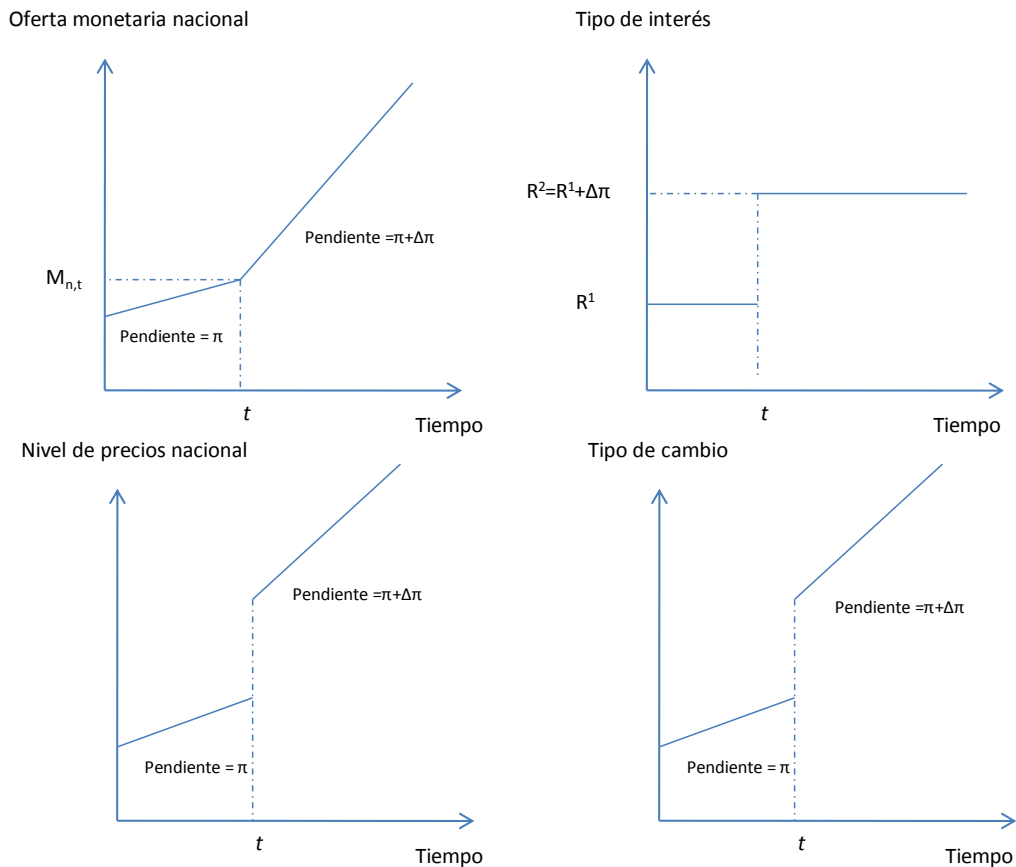 Oferta monetaria nacional
Tipo de interés
Pendiente =π+Δπ
M_{n,t}
Pendiente = π
t
Tiempo
R²=R¹+Δπ
R¹
t
Tiempo
Nivel de precios nacional
Tipo de cambio
Pendiente =π+Δπ
Pendiente = π
t
Tiempo
Pendiente =π+Δπ
Pendiente = π
t
Tiempo